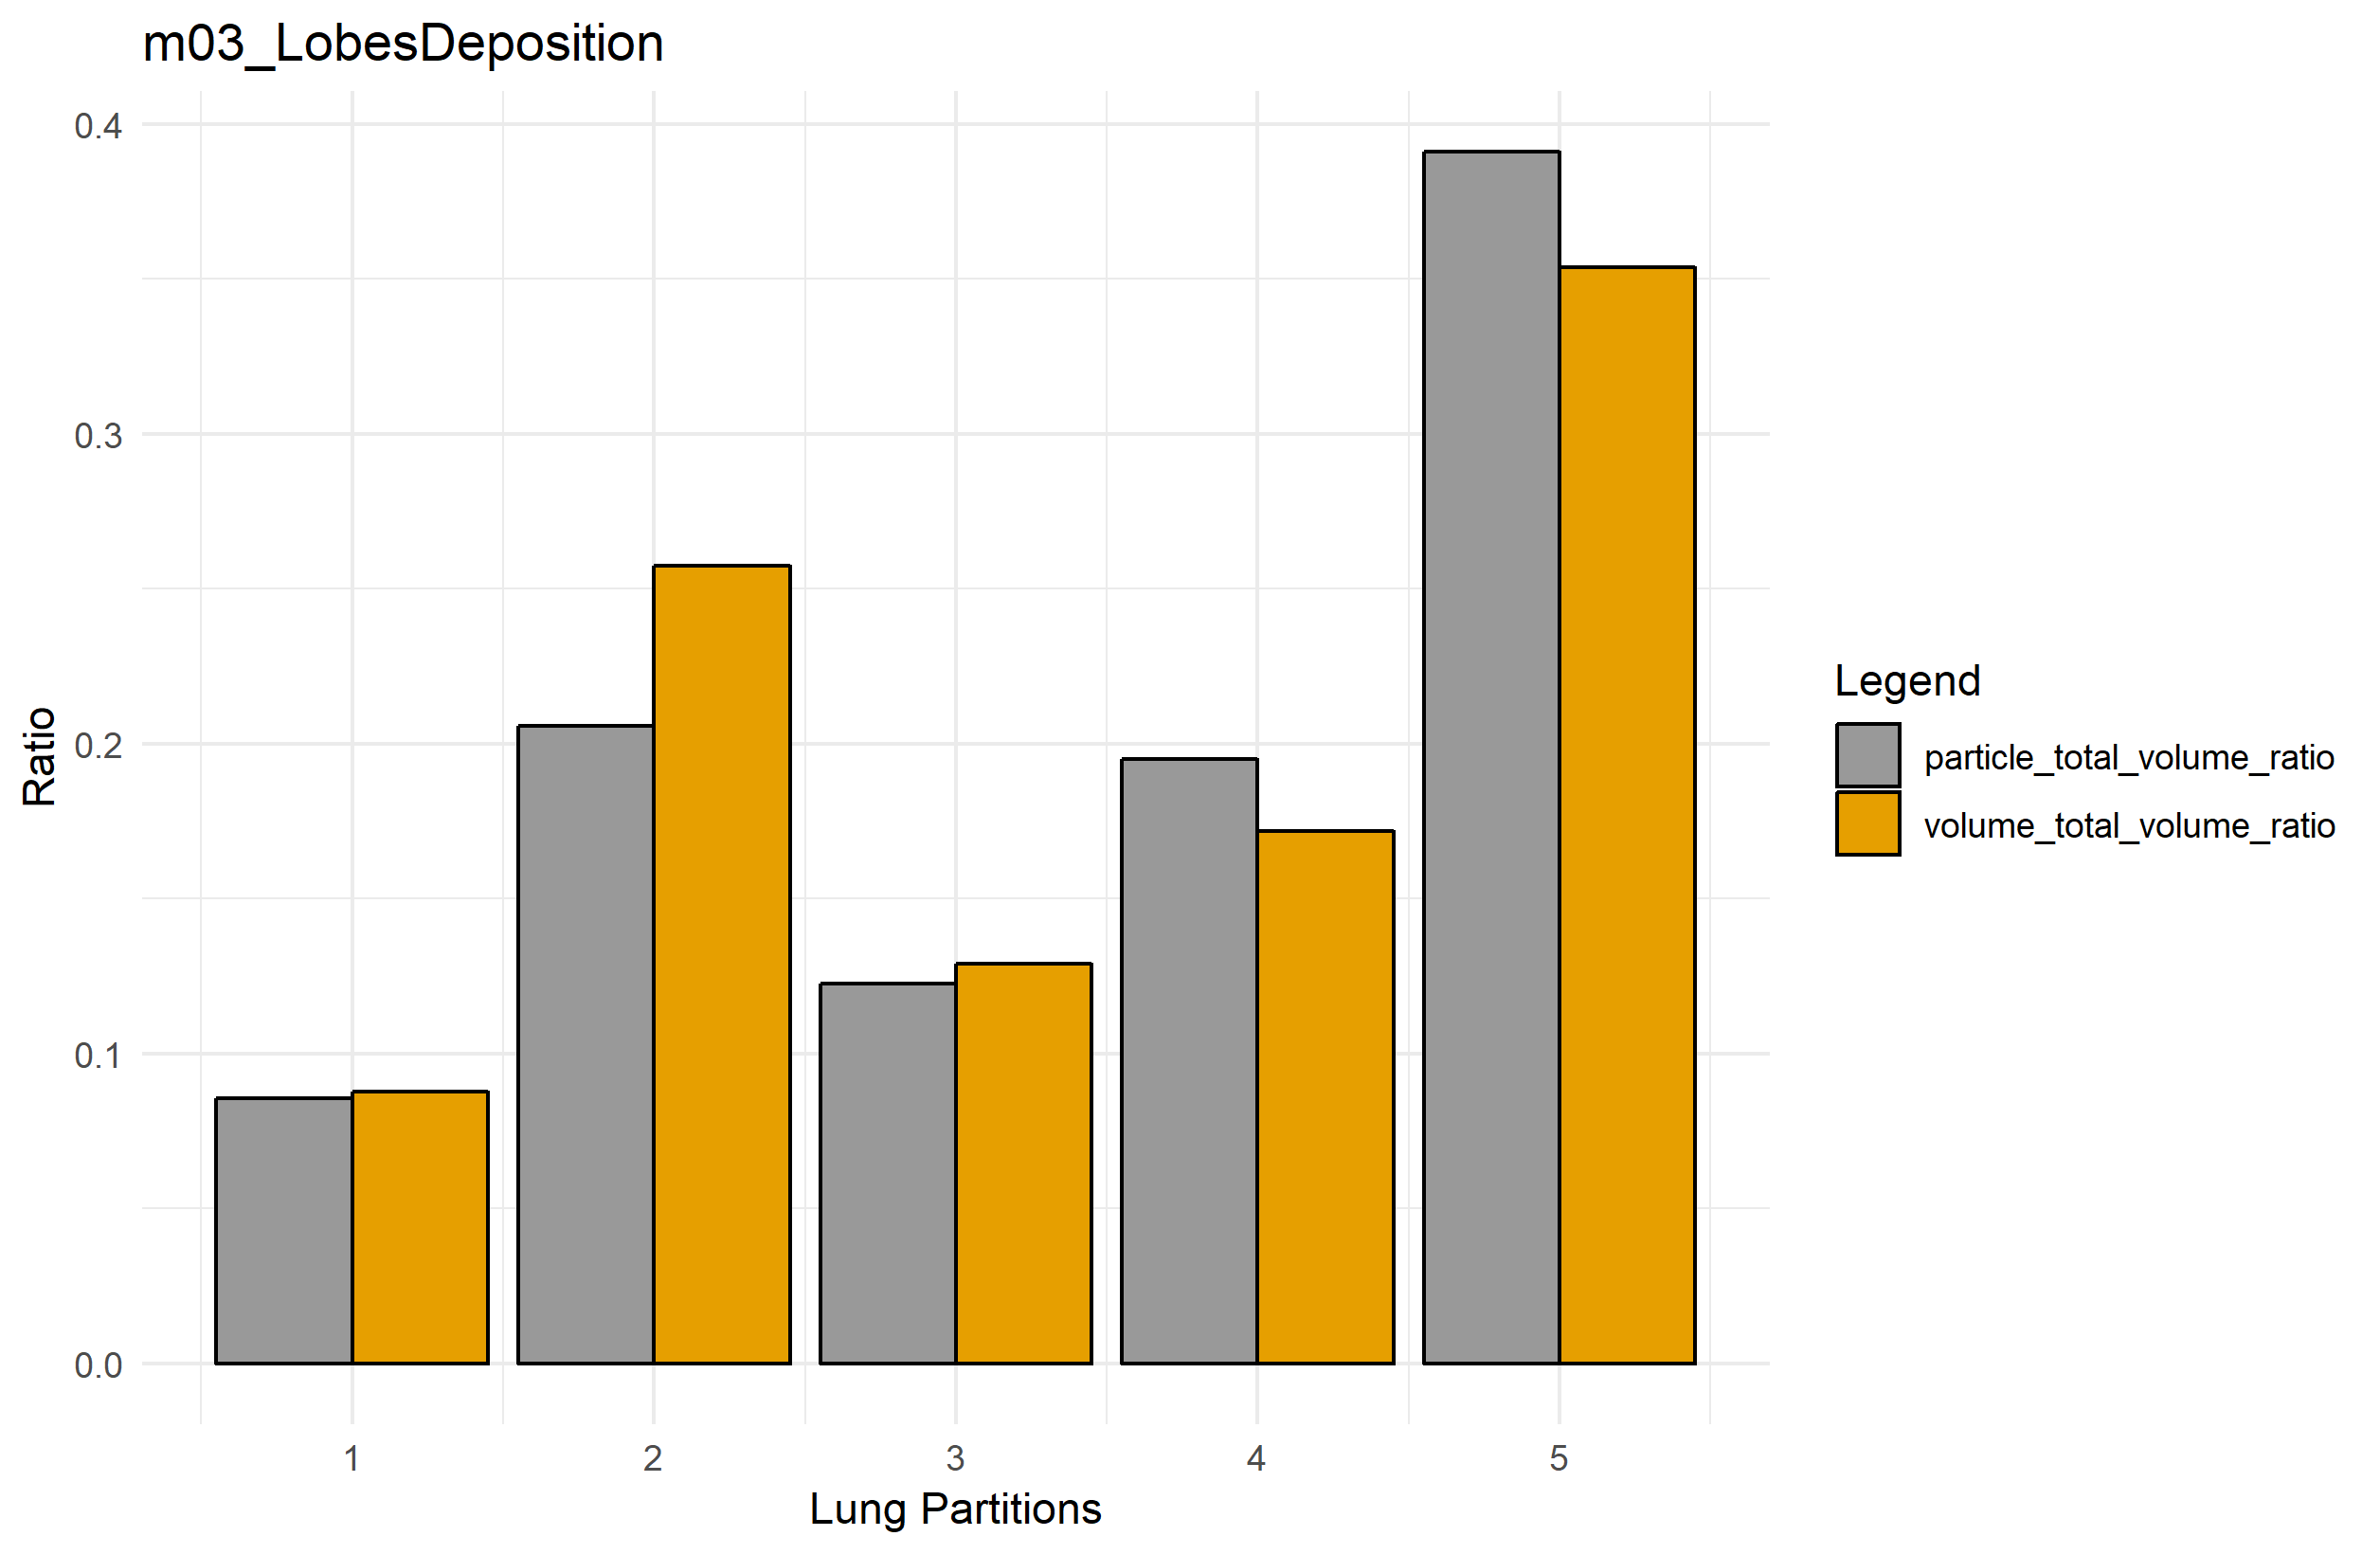 m03_LobesDeposition
0.4
0.3
0.2
0.1
0.0
Ratio
1 2 3 4 5
Lung Partitions
Legend
particle_total_volume_ratio
volume_total_volume_ratio